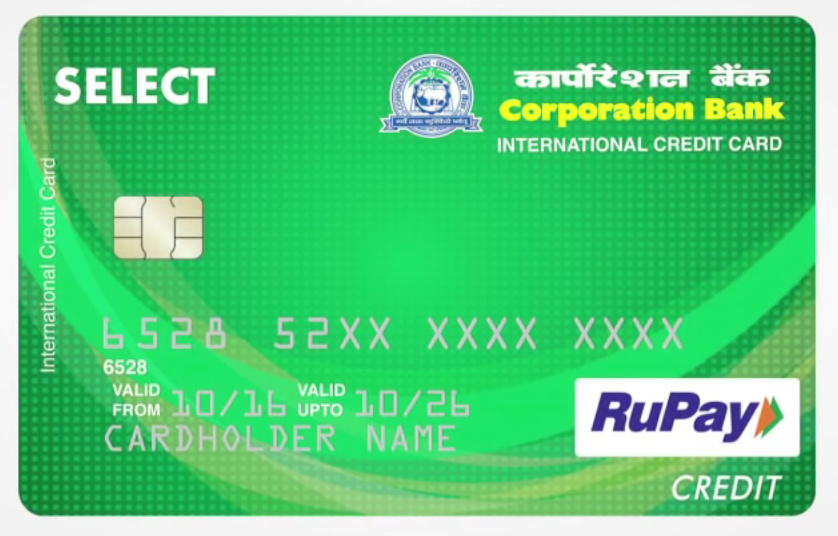 SELECT
कार्पोरेशन बैंक
Corporation Bank
INTERNATIONAL CREDIT CARD
International Credit Card
6528 52XX XXXX XXXX
6528
VALID FROM 10/16 VALID UPTO 10/26
CARDHOLDER NAME
RuPay
CREDIT